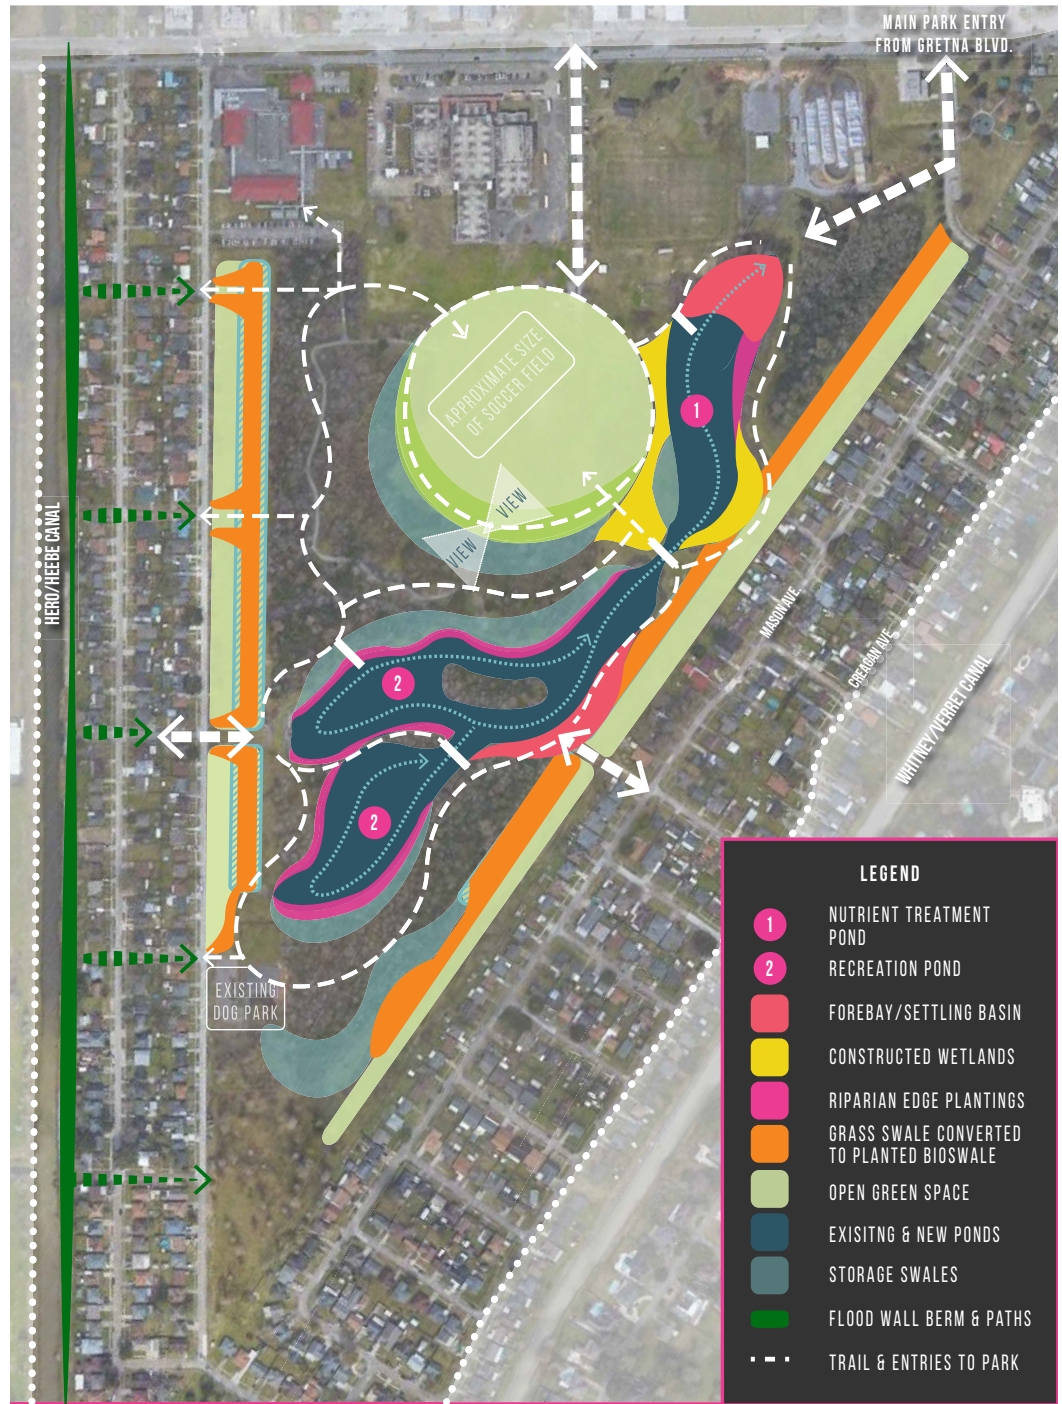 MAIN PARK ENTRY
FROM GRETNA BLVD.
APPROXIMATE SIZE
OF SOCCER FIELD
1
VIEW
VIEW
HERO/HEEBE CANAL
MASON AVE.
CREAGAN AVE.
WHITNEY/VERRET CANAL
2
2
EXISTING
DOG PARK
LEGEND
1 NUTRIENT TREATMENT
POND
2 RECREATION POND
FOREBAY/SETTLING BASIN
CONSTRUCTED WETLANDS
RIPARIAN EDGE PLANTINGS
GRASS SWALE CONVERTED
TO PLANTED BIOSWALE
OPEN GREEN SPACE
EXISITNG & NEW PONDS
STORAGE SWALES
FLOOD WALL BERM & PATHS
TRAIL & ENTRIES TO PARK